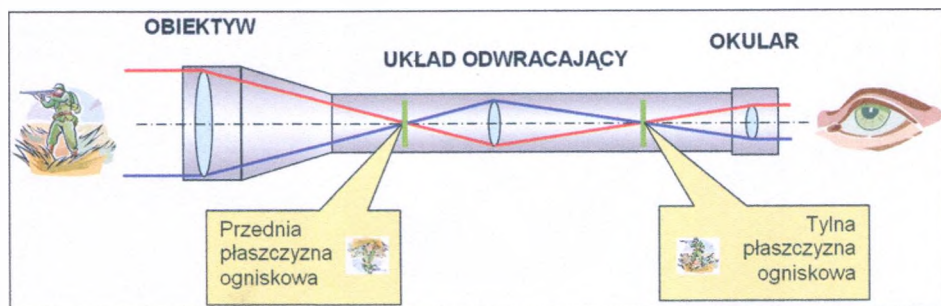 OBIEKTYW
UKŁAD ODWRACAJĄCY
OKULAR
Przednia
płaszczyzna
ogniskowa
Tylna
płaszczyzna
ogniskowa